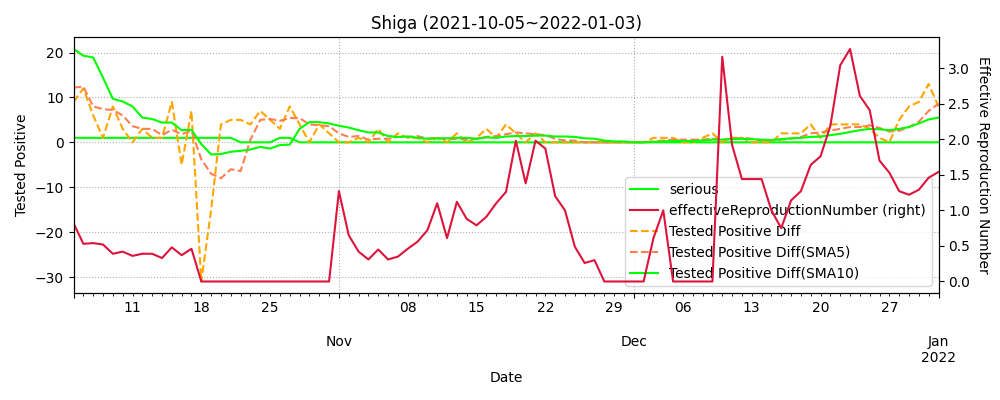 Shiga (2021-10-05~2022-01-03)
Tested Positive
20
10
0
−10
−20
−30
3.0
2.5
2.0
1.5
1.0
0.5
0.0
Effective Reproduction Number
serious
effectiveReproductionNumber (right)
Tested Positive Diff
Tested Positive Diff(SMA5)
Tested Positive Diff(SMA10)
11 18 25 08 15 22 29 06 13 20 27
Nov Dec Jan
2022
Date